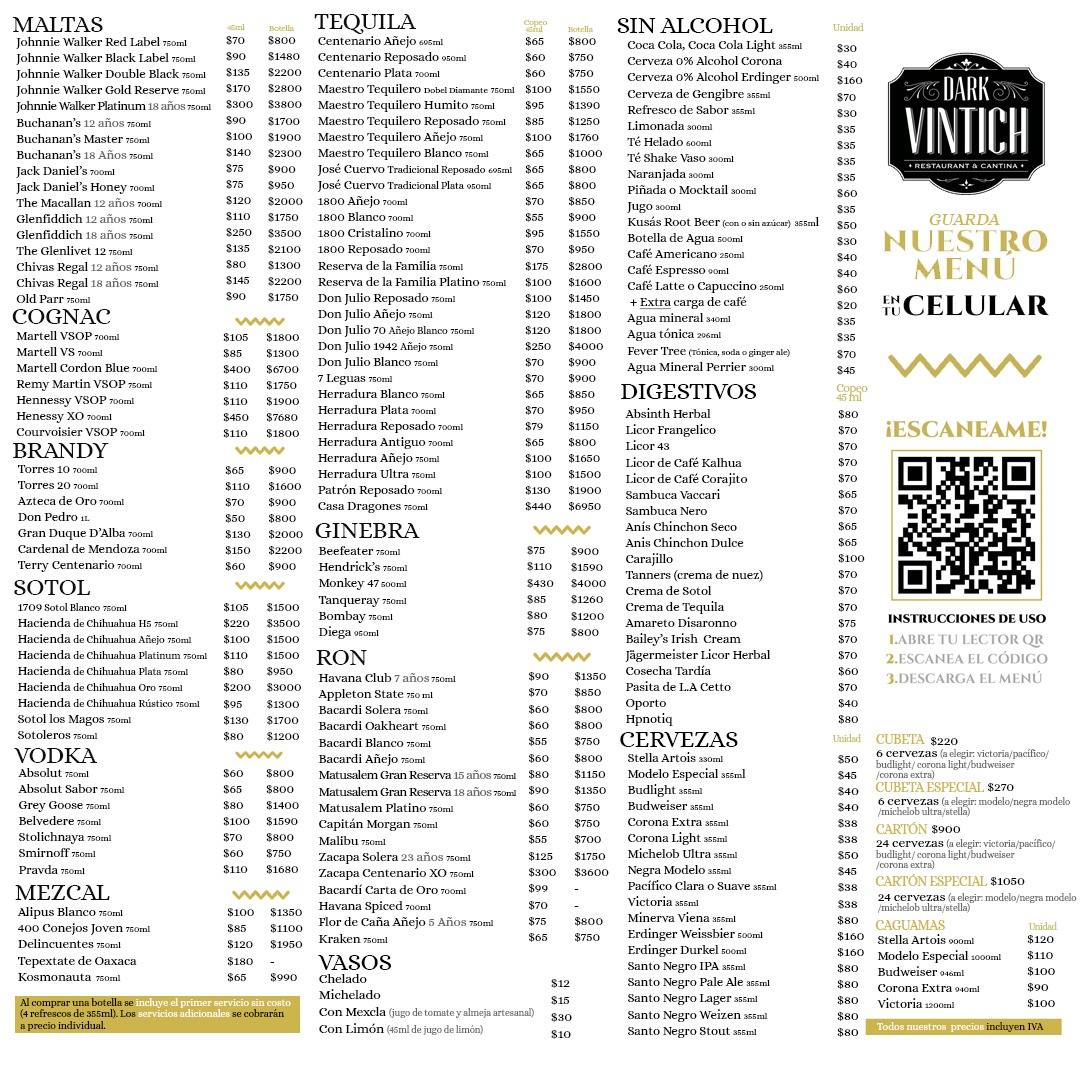 MALTAS 45ml Botella
Johnnie Walker Red Label 750ml $70 $800
Johnnie Walker Black Label 750ml $90 $1480
Johnnie Walker Double Black 750ml $135 $2200
Johnnie Walker Gold Reserve 750ml $170 $2800
Johnnie Walker Platinum 18 años 750ml $300 $3800
Buchanan's 12 años 750ml $90 $1700
Buchanan's Master 750ml $100 $1900
Buchanan's 18 Años 750ml $140 $2300
Jack Daniel's 700ml $75 $900
Jack Daniel's Honey 700ml $75 $950
The Macallan 12 años 700ml $120 $2000
Glenfiddich 12 años 750ml $110 $1750
Glenfiddich 18 años 750ml $250 $3500
The Glenlivet 12 750ml $135 $2100
Chivas Regal 12 años 750ml $80 $1300
Chivas Regal 18 años 750ml $145 $2200
Old Parr 750ml $90 $1750
COGNAC
Martell VSOP 700ml $105 $1800
Martell VS 700ml $85 $1300
Martell Cordon Blue 700ml $400 $6700
Remy Martin VSOP 750ml $110 $1750
Hennessy VSOP 700ml $110 $1900
Henessy XO 700ml $450 $7680
Courvoisier VSOP 700ml $110 $1800
BRANDY
Torres 10 700ml $65 $900
Torres 20 700ml $110 $1600
Azteca de Oro 700ml $70 $900
Don Pedro 1L $50 $800
Gran Duque D'Alba 700ml $130 $2000
Cardenal de Mendoza 700ml $150 $2200
Terry Centenario 700ml $60 $900
SOTOL
1709 Sotol Blanco 750ml $105 $1500
Hacienda de Chihuahua H5 750ml $220 $3500
Hacienda de Chihuahua Añejo 750ml $100 $1500
Hacienda de Chihuahua Platinum 750ml $110 $1500
Hacienda de Chihuahua Plata 750ml $80 $950
Hacienda de Chihuahua Oro 750ml $200 $3000
Hacienda de Chihuahua Rústico 750ml $95 $1300
Sotol los Magos 750ml $130 $1700
Sotoleros 750ml $80 $1200
VODKA
Absolut 750ml $60 $800
Absolut Sabor 750ml $65 $800
Grey Goose 750ml $80 $1400
Belvedere 750ml $100 $1590
Stolichnaya 750ml $70 $800
Smirnoff 750ml $60 $750
Pravda 750ml $110 $1680
MEZCAL
Alipus Blanco 750ml $100 $1350
400 Conejos Joven 750ml $85 $1100
Delincuentes 750ml $120 $1950
Tepextate de Oaxaca $180 -
Kosmonauta 750ml $65 $990
Al comprar una botella se incluye el primer servicio sin costo
(4 refrescos de 355ml). Los servicios adicionales se cobrarán
a precio individual.
TEQUILA Copeo 45ml Botella
Centenario Añejo 695ml $65 $800
Centenario Reposado 950ml $60 $750
Centenario Plata 700ml $60 $750
Maestro Tequilero Dobel Diamante 750ml $100 $1550
Maestro Tequilero Humito 750ml $95 $1390
Maestro Tequilero Reposado 750ml $85 $1250
Maestro Tequilero Añejo 750ml $100 $1760
Maestro Tequilero Blanco 750ml $65 $1000
José Cuervo Tradicional Reposado 695ml $65 $800
José Cuervo Tradicional Plata 950ml $65 $800
1800 Añejo 700ml $70 $850
1800 Blanco 700ml $55 $900
1800 Cristalino 700ml $95 $1550
1800 Reposado 700ml $70 $950
Reserva de la Familia 750ml $175 $2800
Reserva de la Familia Platino 750ml $100 $1600
Don Julio Reposado 750ml $100 $1450
Don Julio Añejo 750ml $120 $1800
Don Julio 70 Añejo Blanco 750ml $120 $1800
Don Julio 1942 Añejo 750ml $250 $4000
Don Julio Blanco 750ml $70 $900
7 Leguas 750ml $70 $900
Herradura Blanco 750ml $65 $850
Herradura Plata 700ml $70 $950
Herradura Reposado 700ml $79 $1150
Herradura Antiguo 700ml $65 $800
Herradura Añejo 750ml $100 $1650
Herradura Ultra 750ml $100 $1500
Patrón Reposado 700ml $130 $1900
Casa Dragones 750ml $440 $6950
GINEBRA
Beefeater 750ml $75 $900
Hendrick's 750ml $110 $1590
Monkey 47 500ml $430 $4000
Tanqueray 750ml $85 $1260
Bombay 750ml $80 $1200
Diega 950ml $75 $800
RON
Havana Club 7 años 750ml $90 $1350
Appleton State 750 ml $70 $850
Bacardi Solera 750ml $60 $800
Bacardi Oakheart 750ml $60 $800
Bacardi Blanco 750ml $55 $750
Bacardi Añejo 750ml $60 $800
Matusalem Gran Reserva 15 años 750ml $80 $1150
Matusalem Gran Reserva 18 años 750ml $90 $1350
Matusalem Platino 750ml $60 $750
Capitán Morgan 750ml $60 $750
Malibu 750ml $55 $700
Zacapa Solera 23 años 750ml $125 $1750
Zacapa Centenario XO 750ml $300 $3600
Bacardí Carta de Oro 700ml $99 -
Havana Spiced 700ml $70 -
Flor de Caña Añejo 5 Años 750ml $75 $800
Kraken 750ml $65 $750
VASOS
Chelado $12
Michelado $15
Con Mexcla (jugo de tomate y almeja artesanal) $30
Con Limón (45ml de jugo de limón) $10
SIN ALCOHOL Unidad
Coca Cola, Coca Cola Light 355ml $30
Cerveza 0% Alcohol Corona $40
Cerveza 0% Alcohol Erdinger 500ml $160
Cerveza de Gengibre 355ml $70
Refresco de Sabor 355ml $30
Limonada 300ml $35
Té Helado 600ml $35
Té Shake Vaso 300ml $35
Naranjada 300ml $35
Piñada o Mocktail 300ml $60
Jugo 300ml $35
Kusás Root Beer (con o sin azúcar) 355ml $50
Botella de Agua 500ml $30
Café Americano 250ml $40
Café Espresso 90ml $40
Café Latte o Capuccino 250ml $60
+ Extra carga de café $20
Agua mineral 340ml $35
Agua tónica 296ml $35
Fever Tree (Tónica, soda o ginger ale) $70
Agua Mineral Perrier 300ml $45
DIGESTIVOS Copeo 45 ml
Absinth Herbal $80
Licor Frangelico $70
Licor 43 $70
Licor de Café Kalhua $70
Licor de Café Corajito $70
Sambuca Vaccari $65
Sambuca Nero $70
Anís Chinchon Seco $65
Anis Chinchon Dulce $65
Carajillo $100
Tanners (crema de nuez) $70
Crema de Sotol $70
Crema de Tequila $70
Amareto Disaronno $75
Bailey's Irish Cream $70
Jägermeister Licor Herbal $70
Cosecha Tardía $60
Pasita de L.A Cetto $70
Oporto $40
Hpnotiq $80
CERVEZAS Unidad
Stella Artois 330ml $50
Modelo Especial 355ml $45
Budlight 355ml $40
Budweiser 355ml $40
Corona Extra 355ml $38
Corona Light 355ml $38
Michelob Ultra 355ml $50
Negra Modelo 355ml $45
Pacífico Clara o Suave 355ml $38
Victoria 355ml $38
Minerva Viena 355ml $80
Erdinger Weissbier 500ml $160
Erdinger Durkel 500ml $160
Santo Negro IPA 355ml $80
Santo Negro Pale Ale 355ml $80
Santo Negro Lager 355ml $80
Santo Negro Weizen 355ml $80
Santo Negro Stout 355ml $80
DARK
VINTICH
• RESTAURANT & CANTINA •
GUARDA
NUESTRO
MENÚ
EN TU CELULAR
¡ESCANEAME!
INSTRUCCIONES DE USO
1.ABRE TU LECTOR QR
2.ESCANEA EL CÓDIGO
3.DESCARGA EL MENÚ
CUBETA $220
6 cervezas (a elegir: victoria/pacífico/
budlight/ corona light/budweiser
/corona extra)
CUBETA ESPECIAL $270
6 cervezas (a elegir: modelo/negra modelo
/michelob ultra/stella)
CARTÓN $900
24 cervezas (a elegir: victoria/pacífico/
budlight/ corona light/budweiser
/corona extra)
CARTÓN ESPECIAL $1050
24 cervezas (a elegir: modelo/negra modelo
/michelob ultra/stella)
CAGUAMAS Unidad
Stella Artois 900ml $120
Modelo Especial 1000ml $110
Budweiser 946ml $100
Corona Extra 940ml $90
Victoria 1200ml $100
Todos nuestros precios incluyen IVA